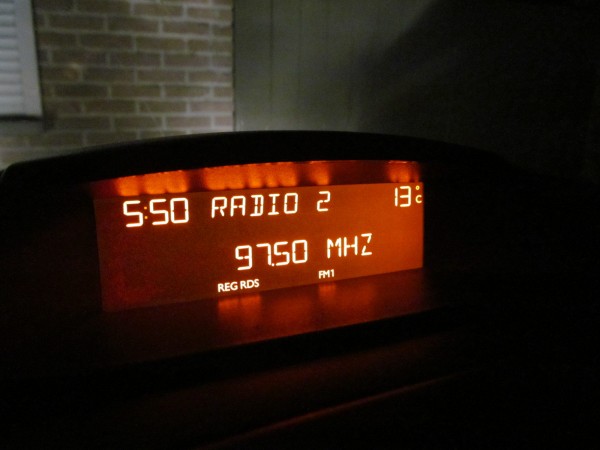 5:50 RADIO 2 13°C
97.50 MHZ
REG RDS FM1